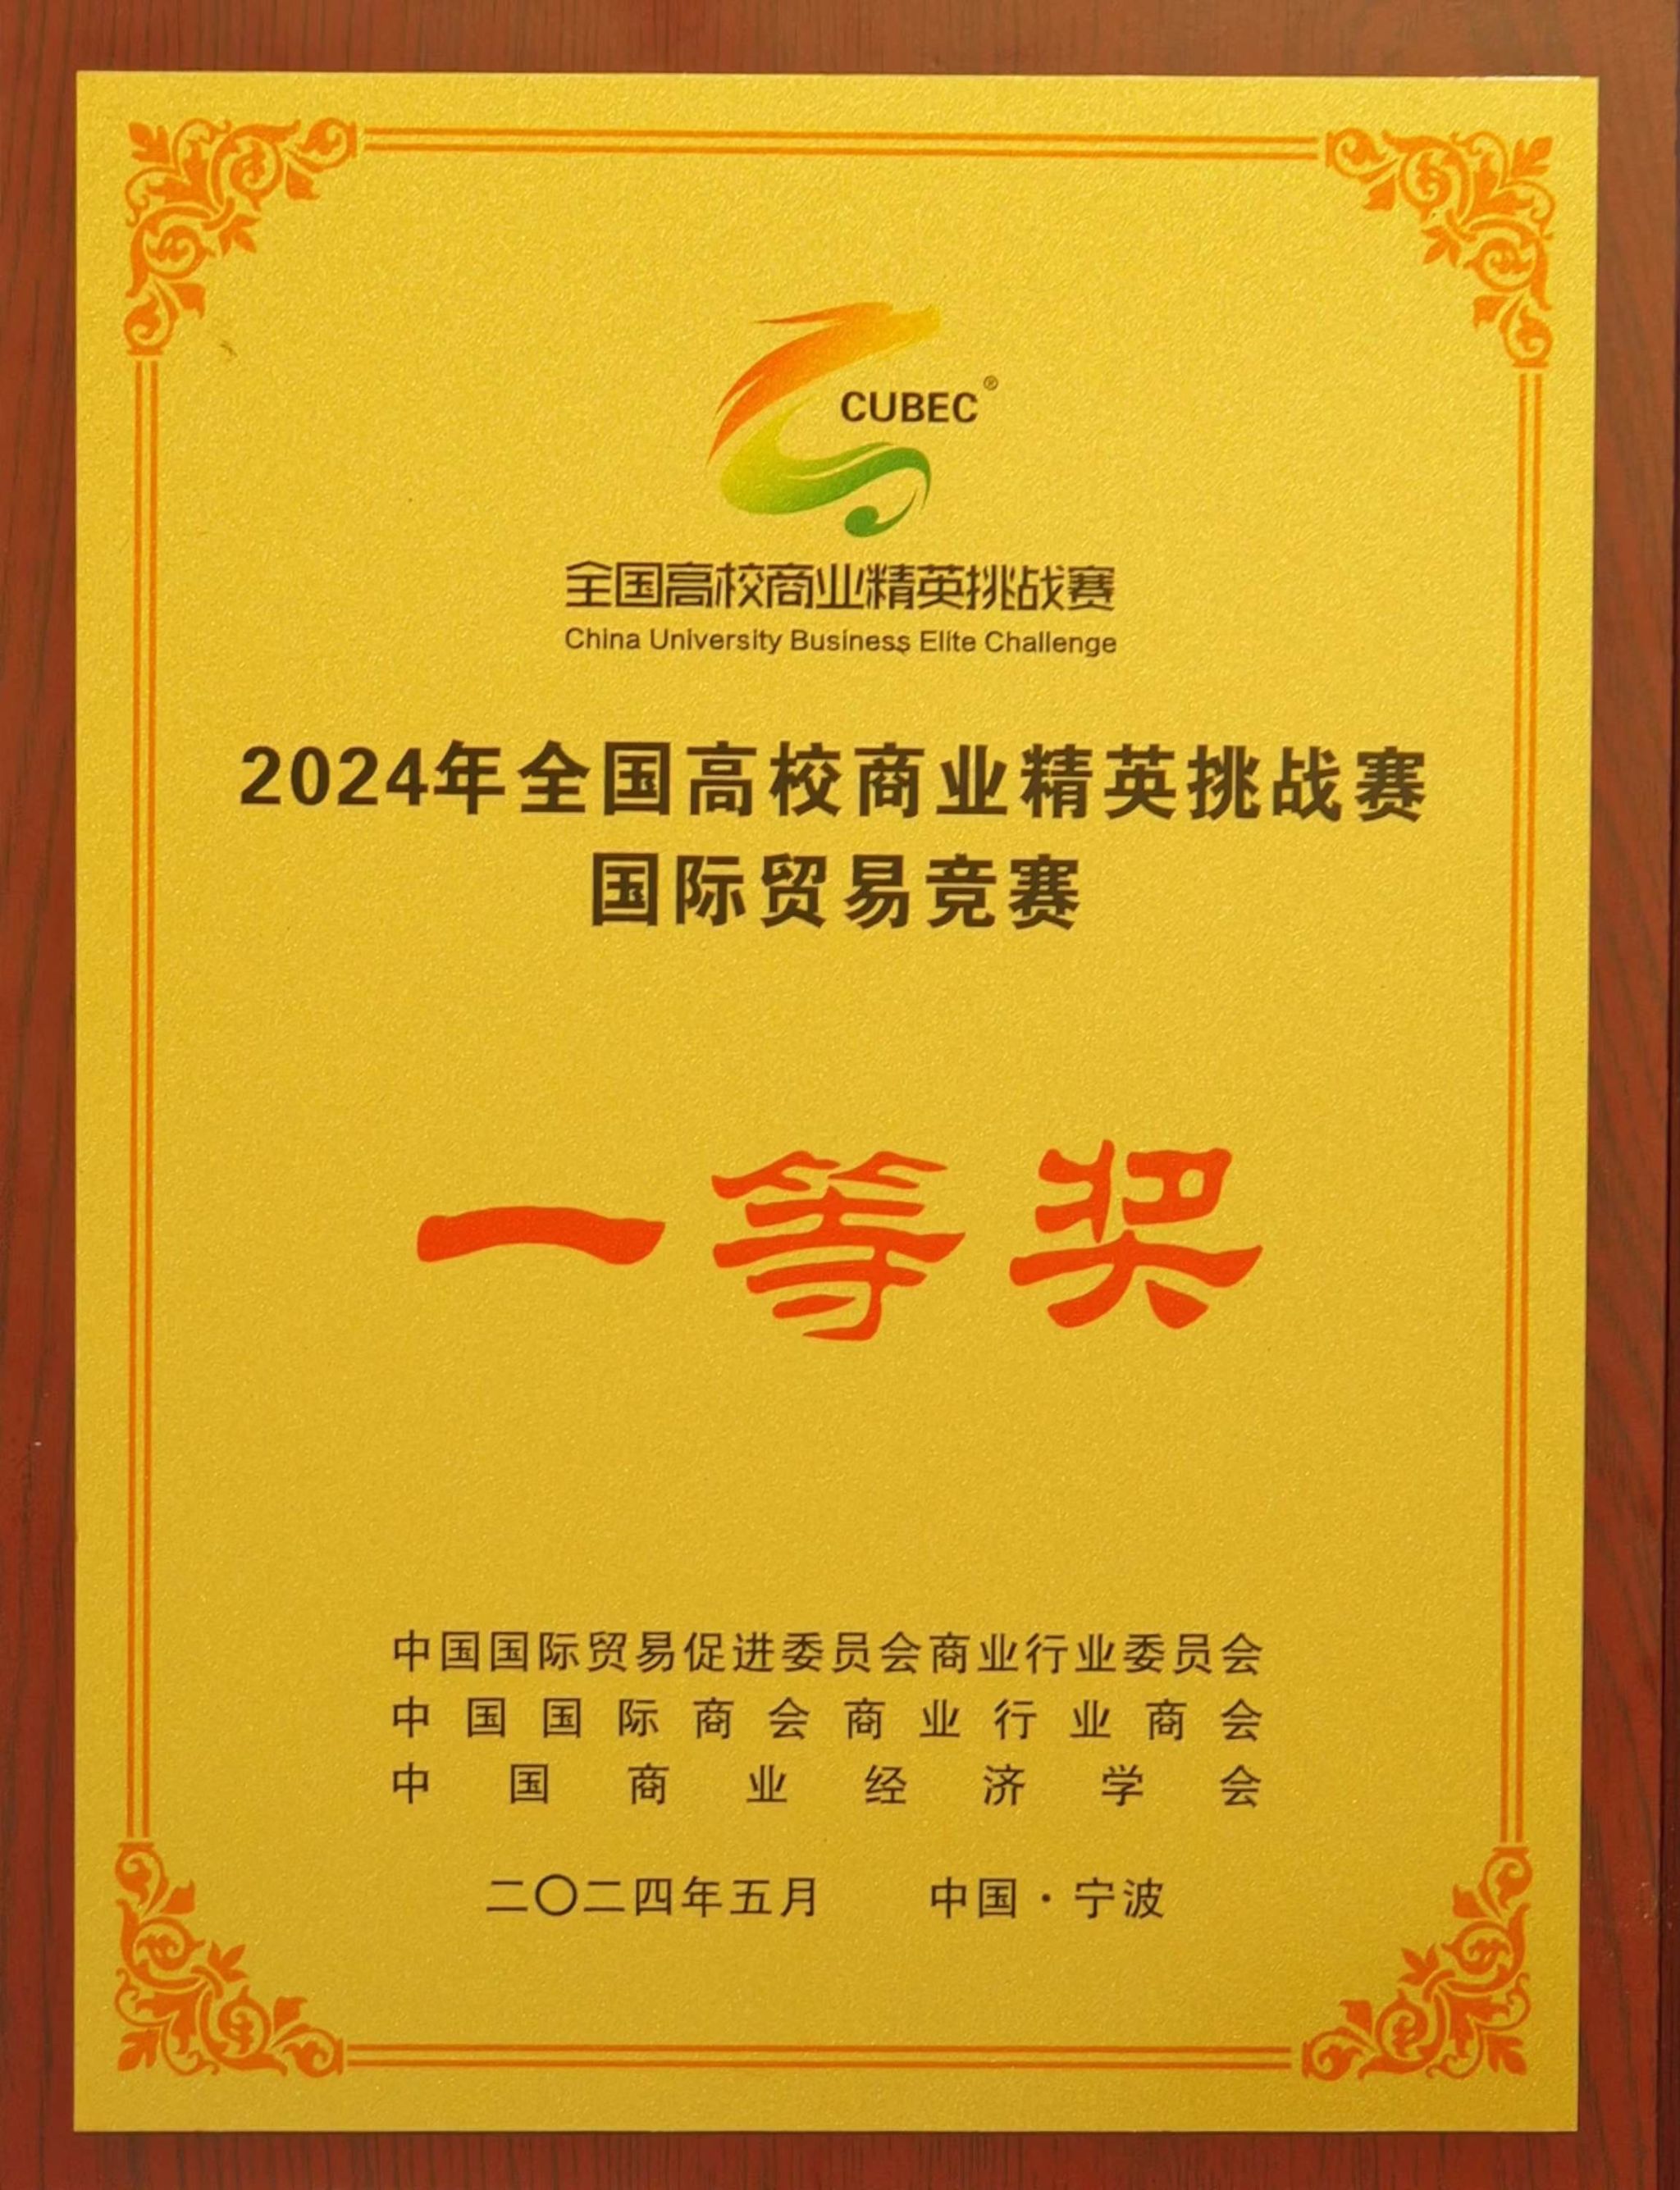 CUBEC®
全国高校商业精英挑战赛
China University Business Elite Challenge
2024年全国高校商业精英挑战赛
国际贸易竞赛
一等奖
中国国际贸易促进委员会商业行业委员会
中国国际商会商业行业商会
中国商业经济学会
二〇二四年五月 中国·宁波